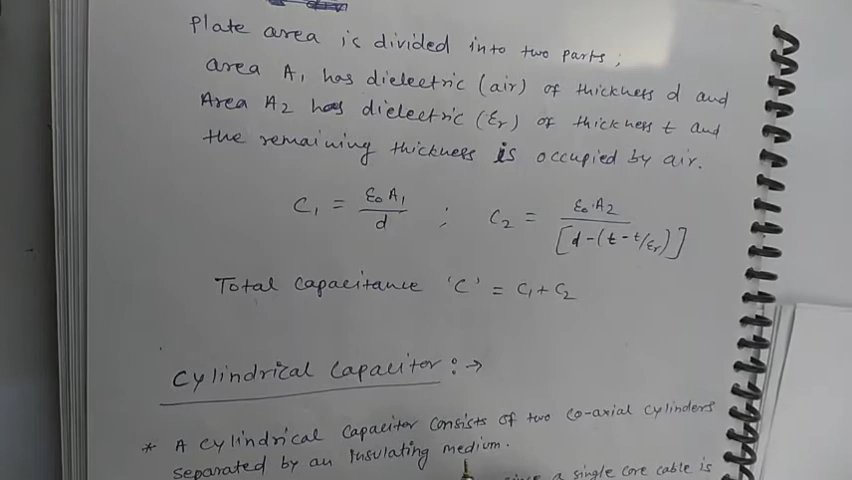 Plate area is divided into two parts;
area A₁ has dielectric (air) of thickness d and
Area A2 has dielectric (εr) of thickness t and
the remaining thickness is occupied by air.
C₁ = ε₀A₁/d ; C₂ = ε₀·A₂/[d-(t-t/εr)]
Total capacitance 'C' = C₁+C₂
Cylindrical Capacitor :→
* A cylindrical capacitor consists of two co-axial cylinders
separated by an insulating medium.
since a single core cable is